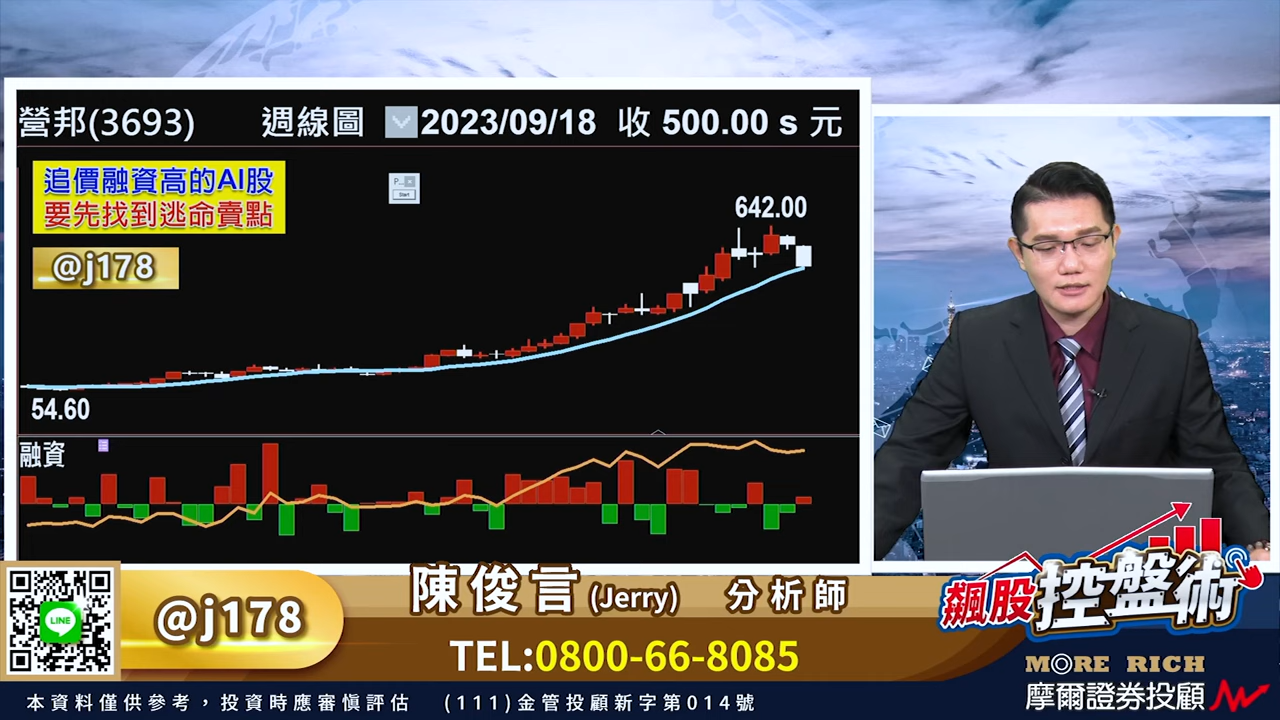 營邦(3693) 週線圖 2023/09/18 收 500.00 s 元
追價融資高的AI股
要先找到逃命賣點
@j178
P...
Start
642.00
54.60
融資
LINE
@j178
陳俊言(Jerry) 分析師
TEL:0800-66-8085
飆股控盤術
MORE RICH
摩爾證券投顧
本資料僅供參考，投資時應審慎評估 (111)金管投顧新字第014號